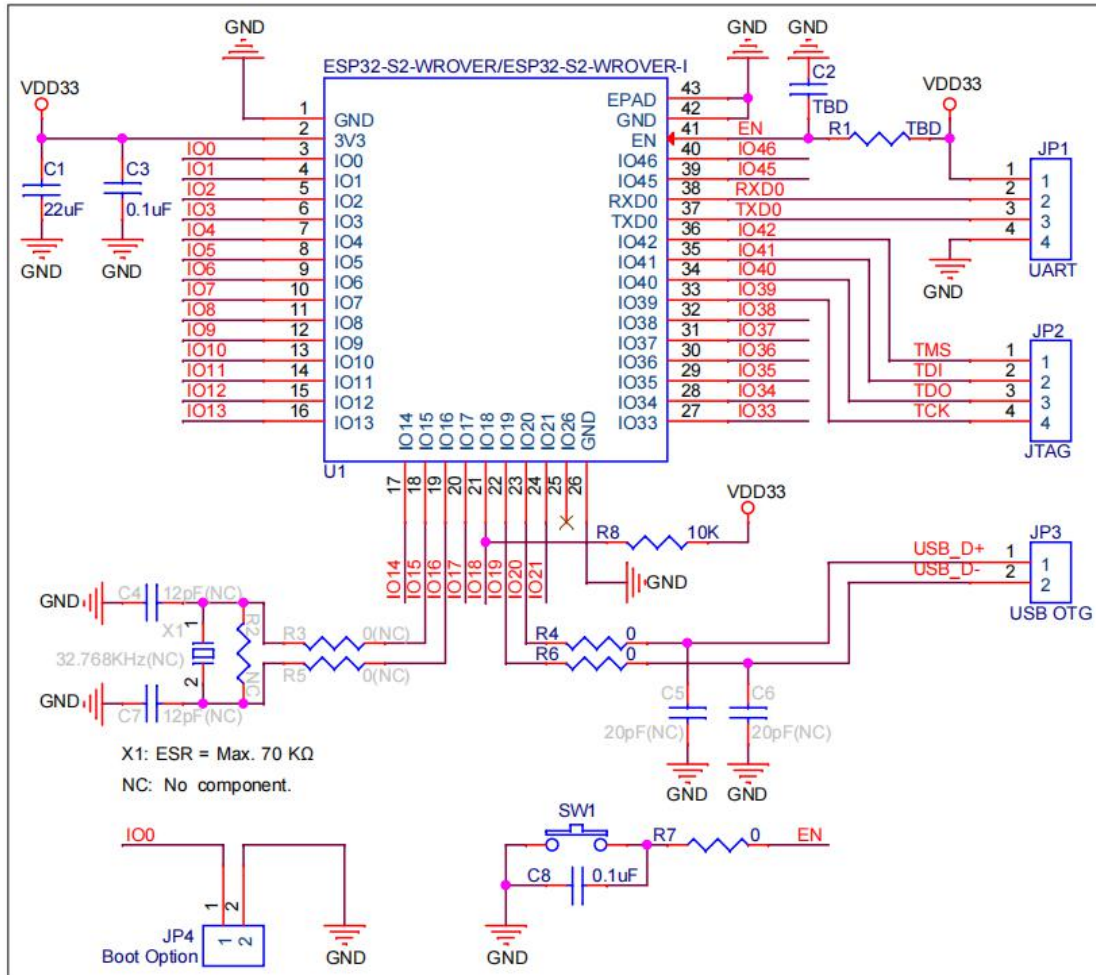 GND
GND
GND
ESP32-S2-WROVER/ESP32-S2-WROVER-I
VDD33
C2
TBD
VDD33
1 GND
2 3V3
IO0 3 IO0
IO1 4 IO1
IO2 5 IO2
IO3 6 IO3
IO4 7 IO4
IO5 8 IO5
IO6 9 IO6
IO7 10 IO7
IO8 11 IO8
IO9 12 IO9
IO10 13 IO10
IO11 14 IO11
IO12 15 IO12
IO13 16 IO13
EPAD 43
GND 42
EN 41 EN
IO46 40 IO46
IO45 39 IO45
RXD0 38 RXD0
TXD0 37 TXD0
IO42 36 IO42
IO41 35 IO41
IO40 34 IO40
IO39 33 IO39
IO38 32 IO38
IO37 31 IO37
IO36 30 IO36
IO35 29 IO35
IO34 28 IO34
IO33 27 IO33
R1 TBD
C1
22uF
GND
C3
0.1uF
GND
JP1
1 1
2 2
3 3
4 4
UART
GND
JP2
TMS 1 1
TDI 2 2
TDO 3 3
TCK 4 4
JTAG
U1
IO14 17 IO14
IO15 18 IO15
IO16 19 IO16
IO17 20 IO17
IO18 21 IO18
IO19 22 IO19
IO20 23 IO20
IO21 24 IO21
IO26 25
GND 26
GND
R8 10K
VDD33
JP3
USB_D+ 1 1
USB_D- 2 2
USB OTG
GND C4 12pF(NC)
1
X1
32.768KHz(NC)
2
R2
NC
GND C7 12pF(NC)
R3 0(NC)
R5 0(NC)
R4 0
R6 0
C5
20pF(NC)
GND
C6
20pF(NC)
GND
X1: ESR = Max. 70 KΩ
NC: No component.
IO0
1 2
1 2
JP4
Boot Option
GND
SW1
R7 0 EN
C8 0.1uF
GND